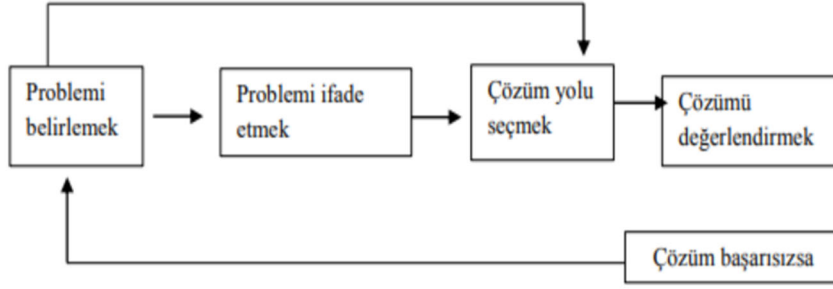 Problemi
belirlemek
Problemi ifade
etmek
Çözüm yolu
seçmek
Çözümü
değerlendirmek
Çözüm başarısızsa